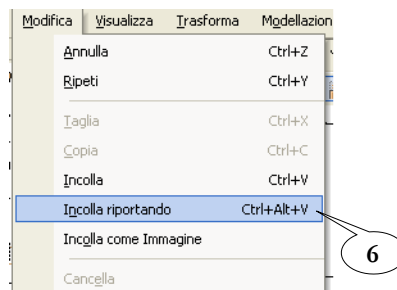 Modifica Visualizza Trasforma Modellazion
Annulla Ctrl+Z
Ripeti Ctrl+Y
Taglia Ctrl+X
Copia Ctrl+C
Incolla Ctrl+V
Incolla riportando Ctrl+Alt+V
Incolla come Immagine
6
Cancella